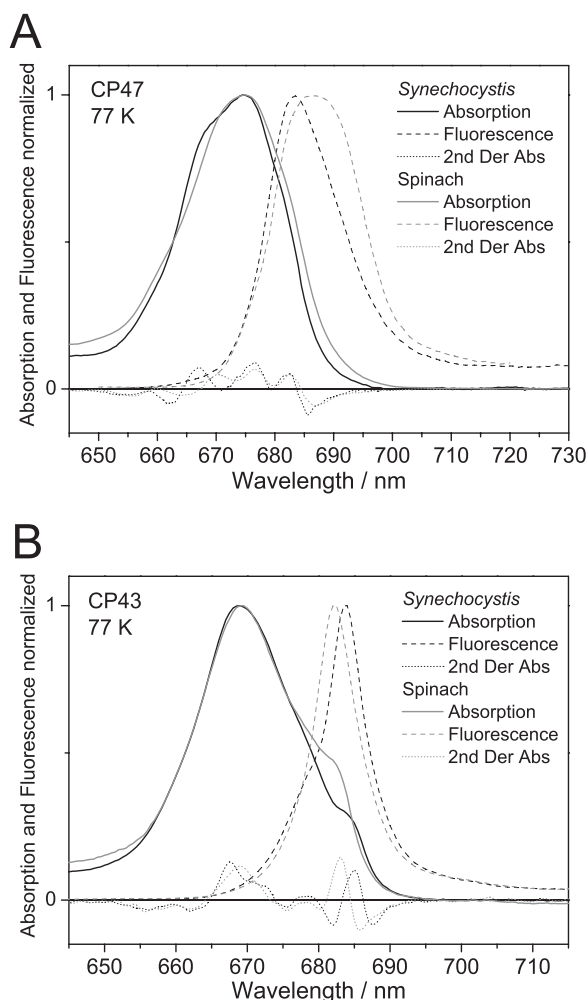 A
CP47
77 K
Synechocystis
Absorption
Fluorescence
2nd Der Abs
Spinach
Absorption
Fluorescence
2nd Der Abs
Absorption and Fluorescence normalized
1
0
650 660 670 680 690 700 710 720 730
Wavelength / nm
B
CP43
77 K
Synechocystis
Absorption
Fluorescence
2nd Der Abs
Spinach
Absorption
Fluorescence
2nd Der Abs
Absorption and Fluorescence normalized
1
0
650 660 670 680 690 700 710
Wavelength / nm